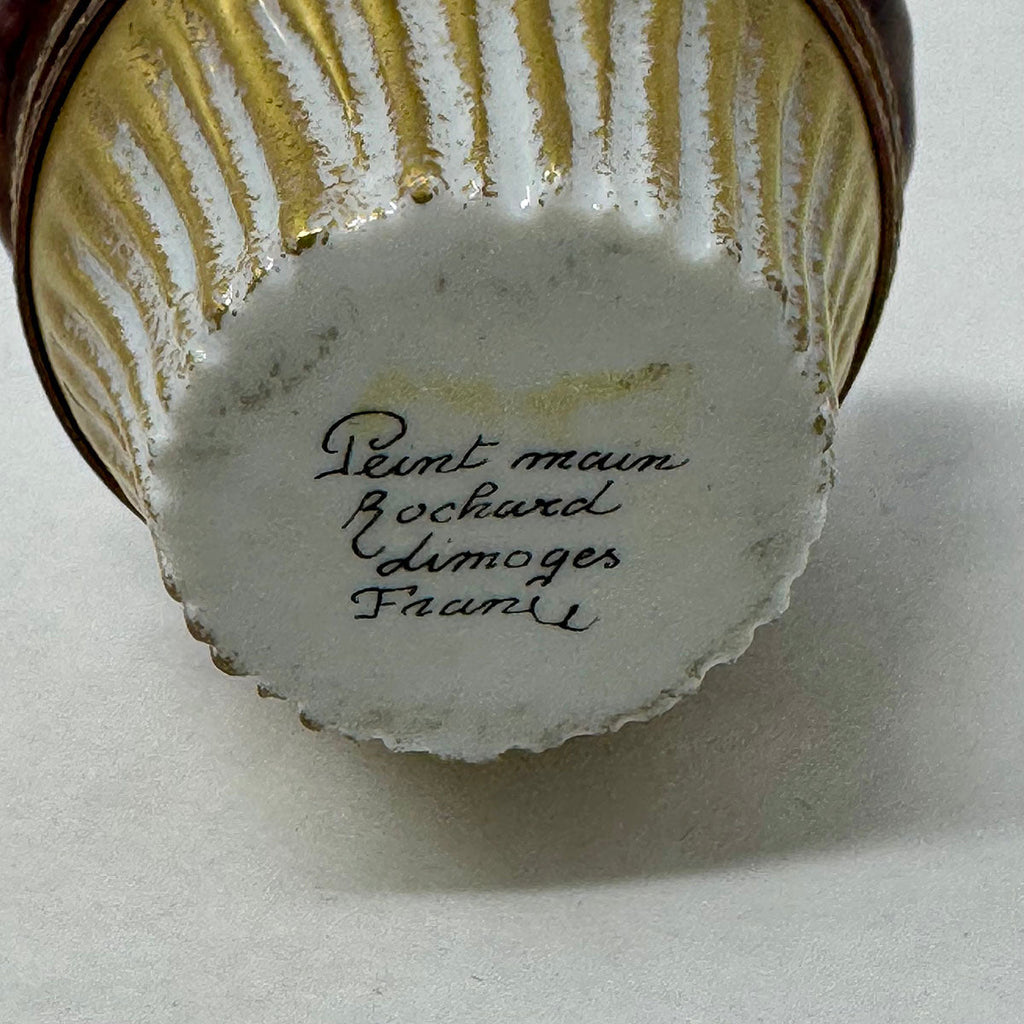 Peint main
Rochard
Limoges
France